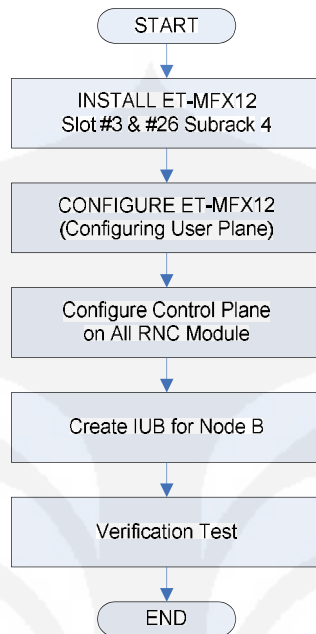 START
INSTALL ET-MFX12
Slot #3 & #26 Subrack 4
CONFIGURE ET-MFX12
(Configuring User Plane)
Configure Control Plane
on All RNC Module
Create IUB for Node B
Verification Test
END